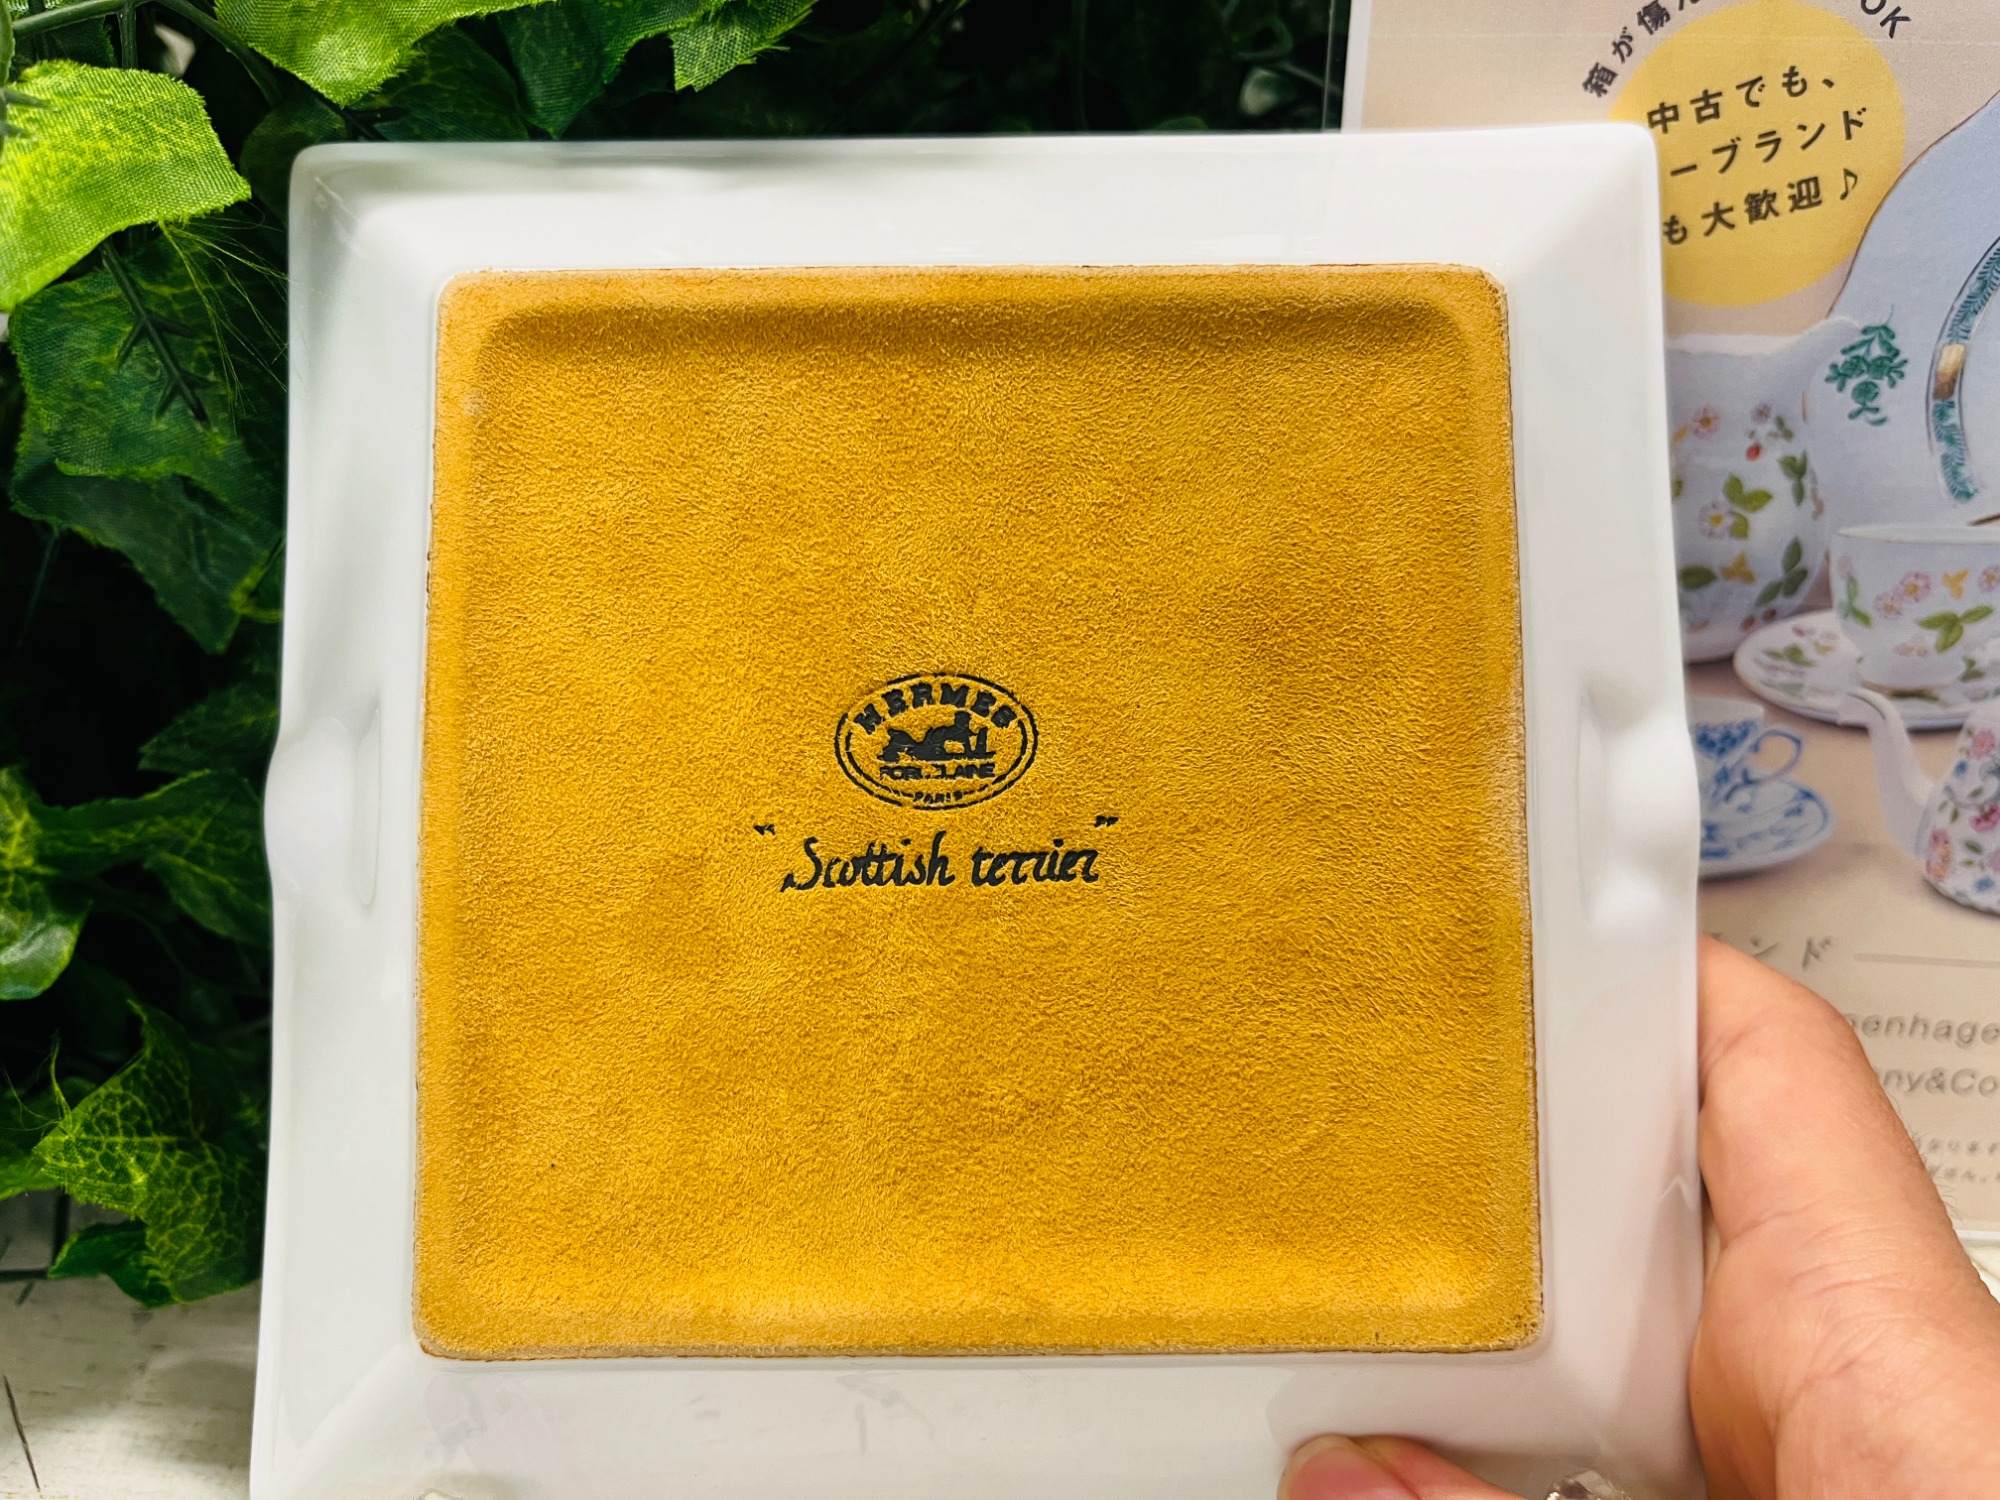 箱が傷
OK
中古でも、
ーブランド
も大歓迎♪
HERMES
PORCELAINE
PARIS
"Scottish terrier"
ンド
enhage
ny&Co